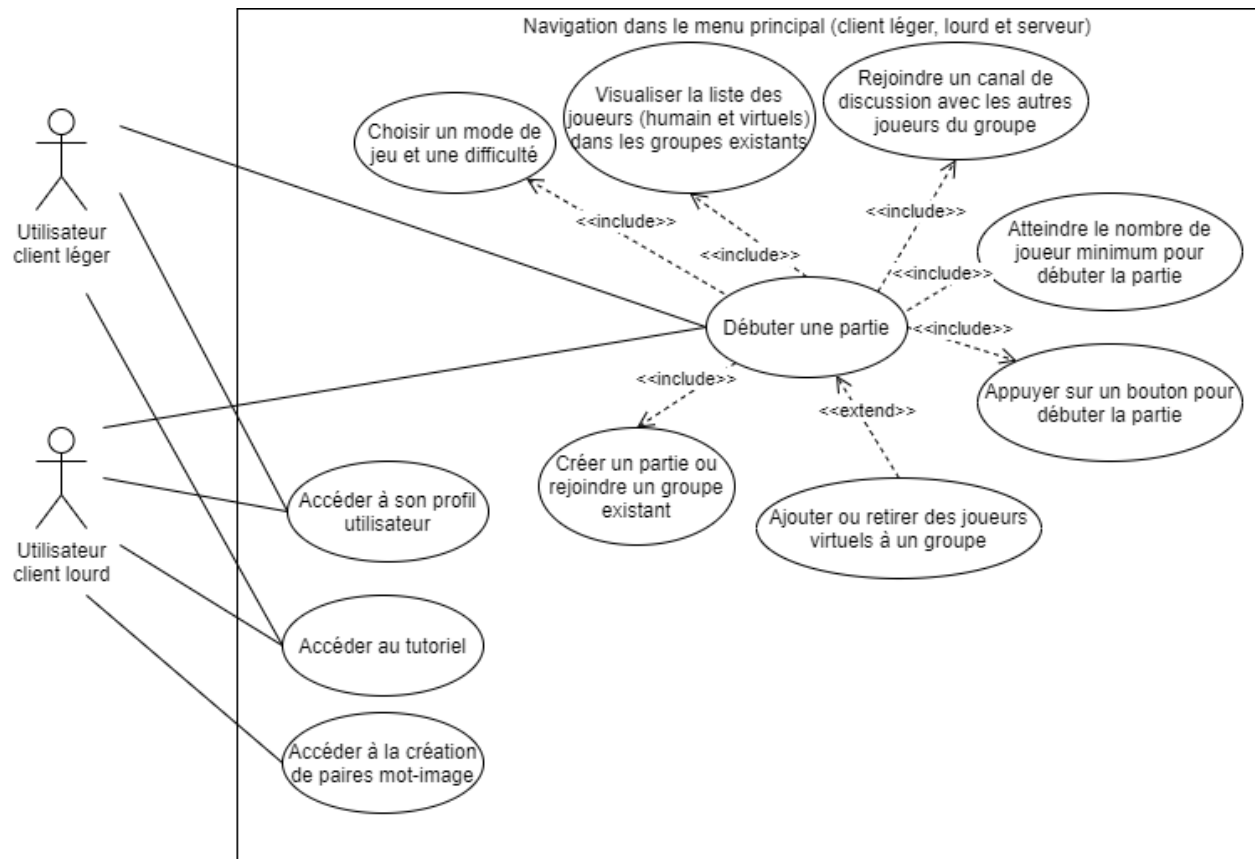 Navigation dans le menu principal (client léger, lourd et serveur)
Choisir un mode de
jeu et une difficulté
Visualiser la liste des
joueurs (humain et virtuels)
dans les groupes existants
Rejoindre un canal de
discussion avec les autres
joueurs du groupe
Utilisateur
client léger
<<include>>
<<include>>
<<include>>
<<include>>
Atteindre le nombre de
joueur minimum pour
débuter la partie
Débuter une partie
<<include>>
Appuyer sur un bouton pour
débuter la partie
<<include>>
<<extend>>
Créer un partie ou
rejoindre un groupe
existant
Ajouter ou retirer des joueurs
virtuels à un groupe
Utilisateur
client lourd
Accéder à son profil
utilisateur
Accéder au tutoriel
Accéder à la création
de paires mot-image